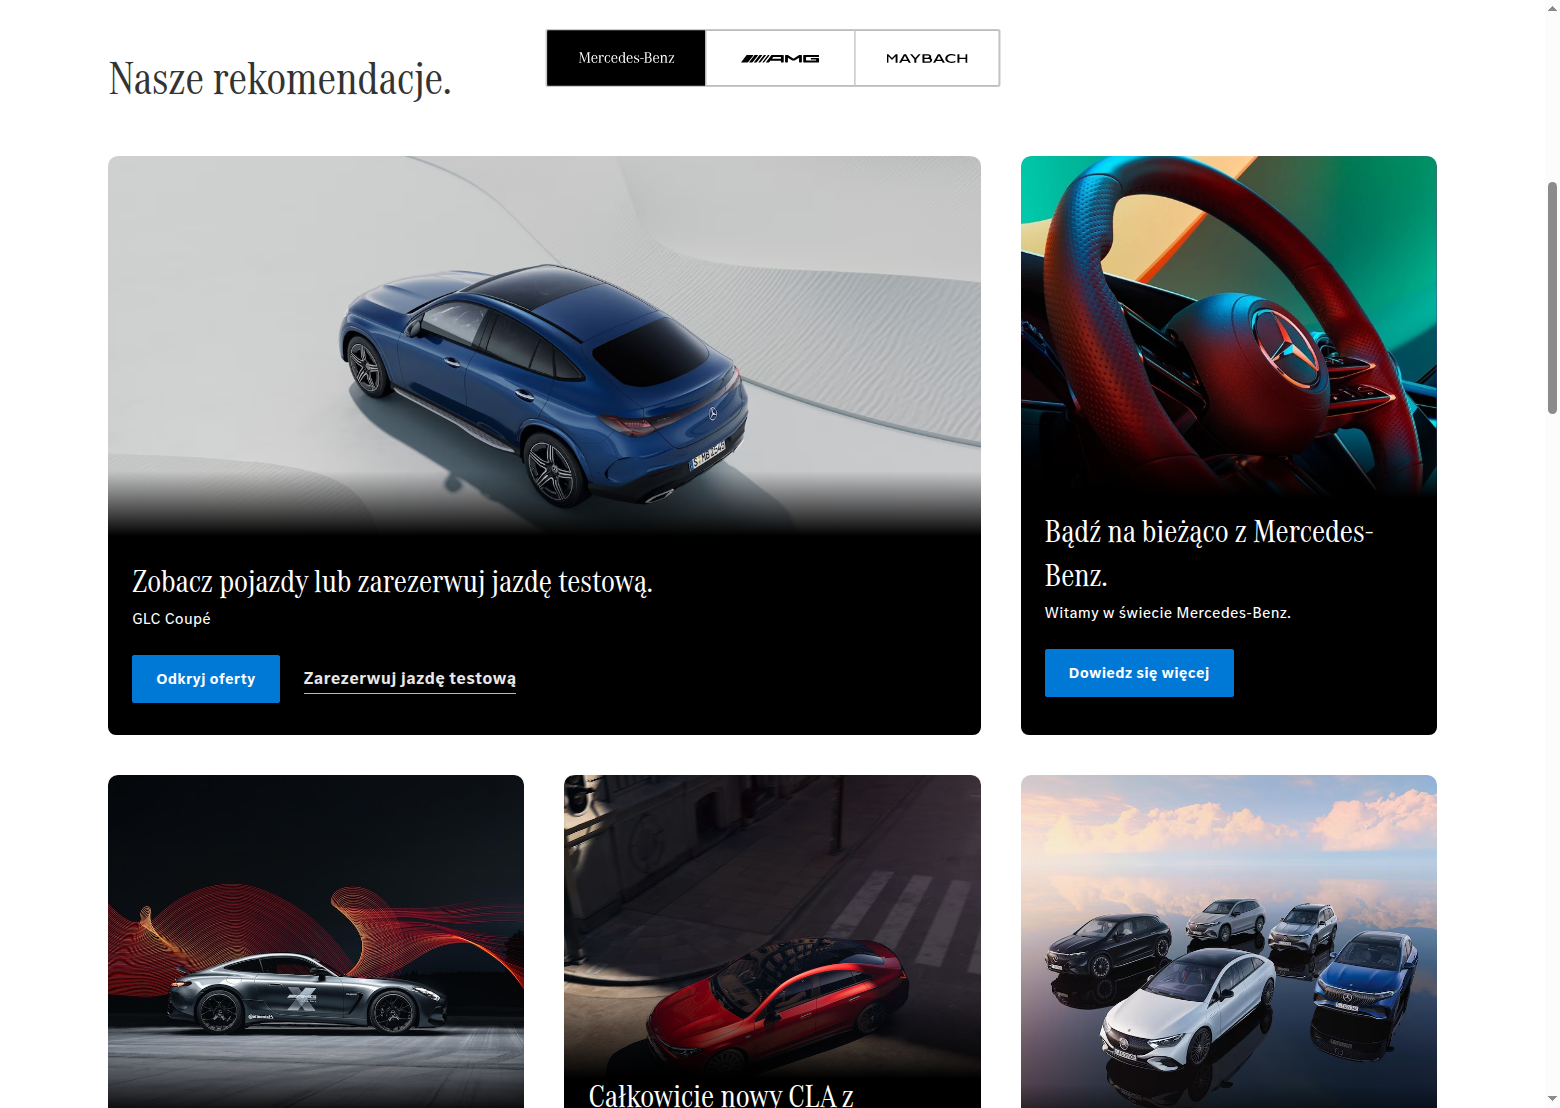 Nasze rekomendacje.
Mercedes-Benz
AMG
MAYBACH
Zobacz pojazdy lub zarezerwuj jazdę testową.
GLC Coupé
Odkryj oferty
Zarezerwuj jazdę testową
Bądź na bieżąco z Mercedes-
Benz.
Witamy w świecie Mercedes-Benz.
Dowiedz się więcej
Całkowicie nowy CLA z